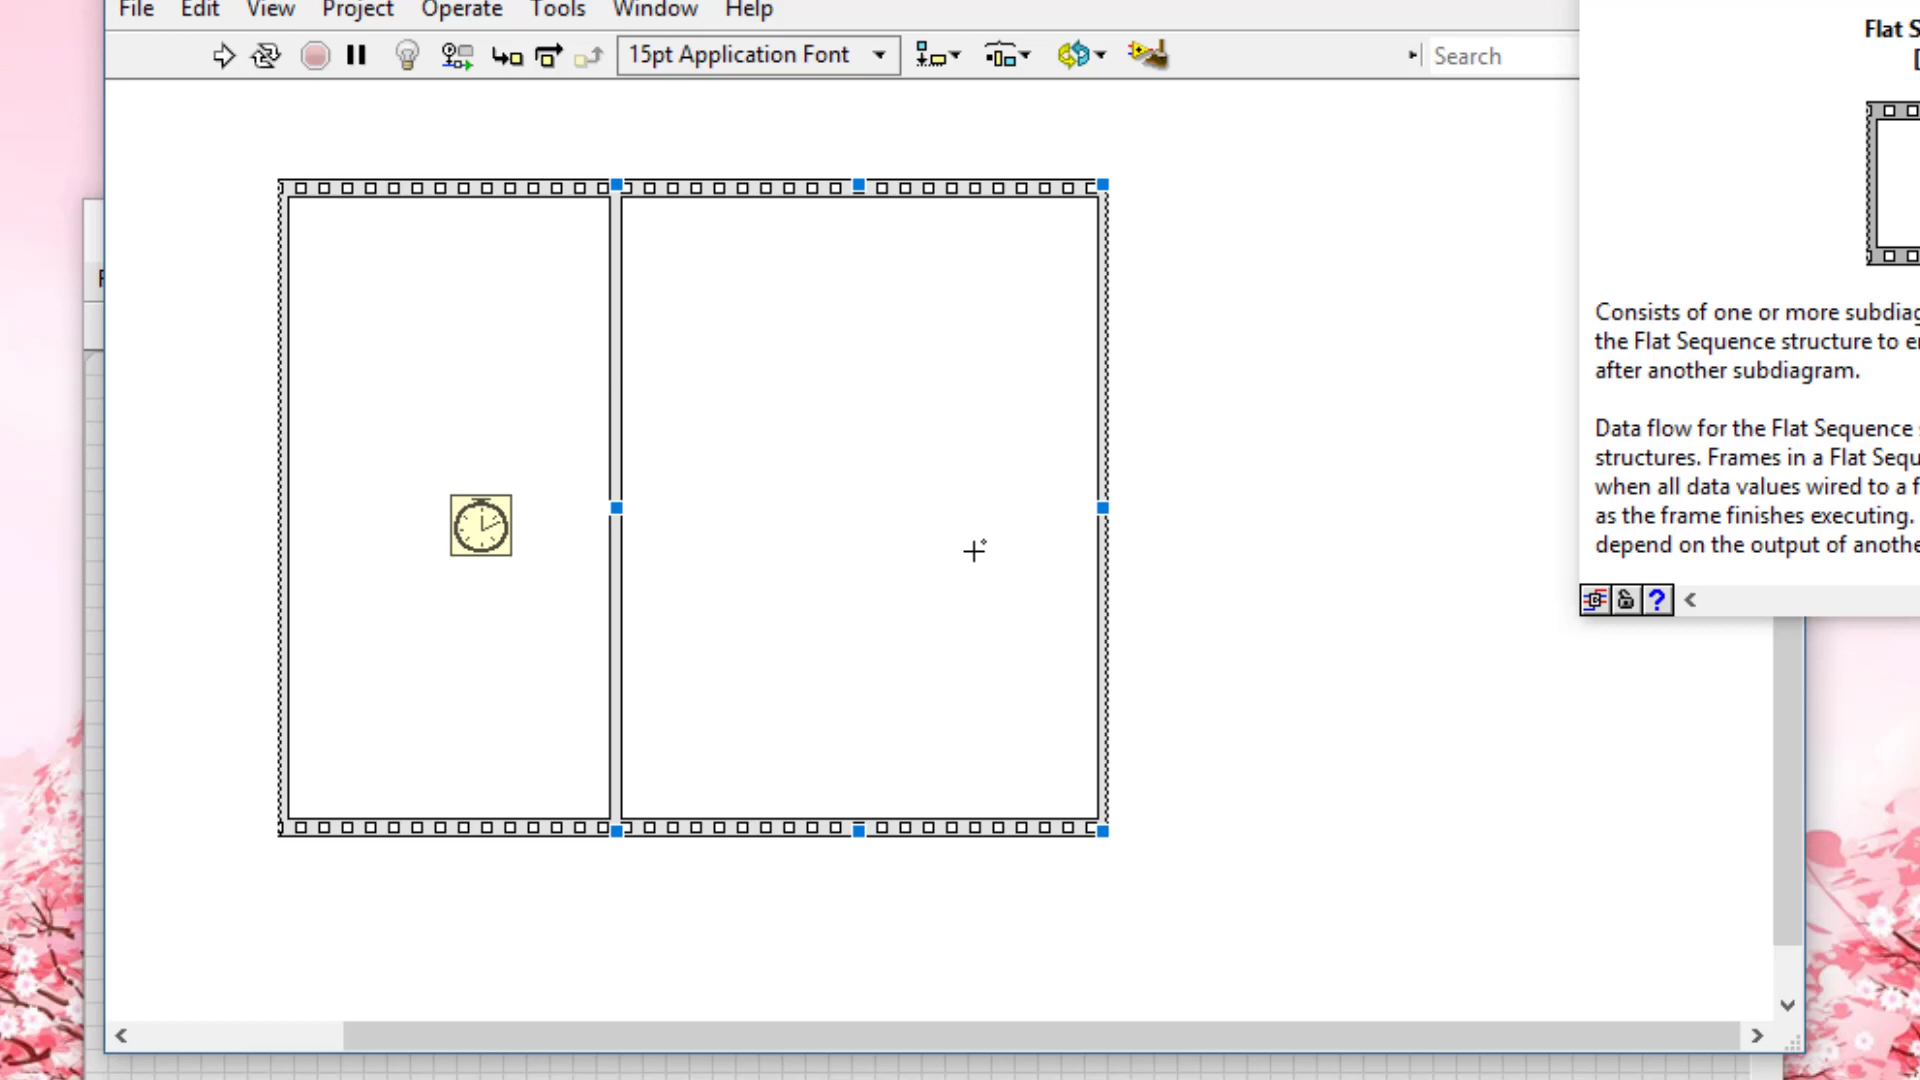 File Edit View Project Operate Tools Window Help
15pt Application Font
Search
Flat S
[
Consists of one or more subdiag
the Flat Sequence structure to e
after another subdiagram.
Data flow for the Flat Sequence s
structures. Frames in a Flat Sequ
when all data values wired to a f
as the frame finishes executing.
depend on the output of anothe
?